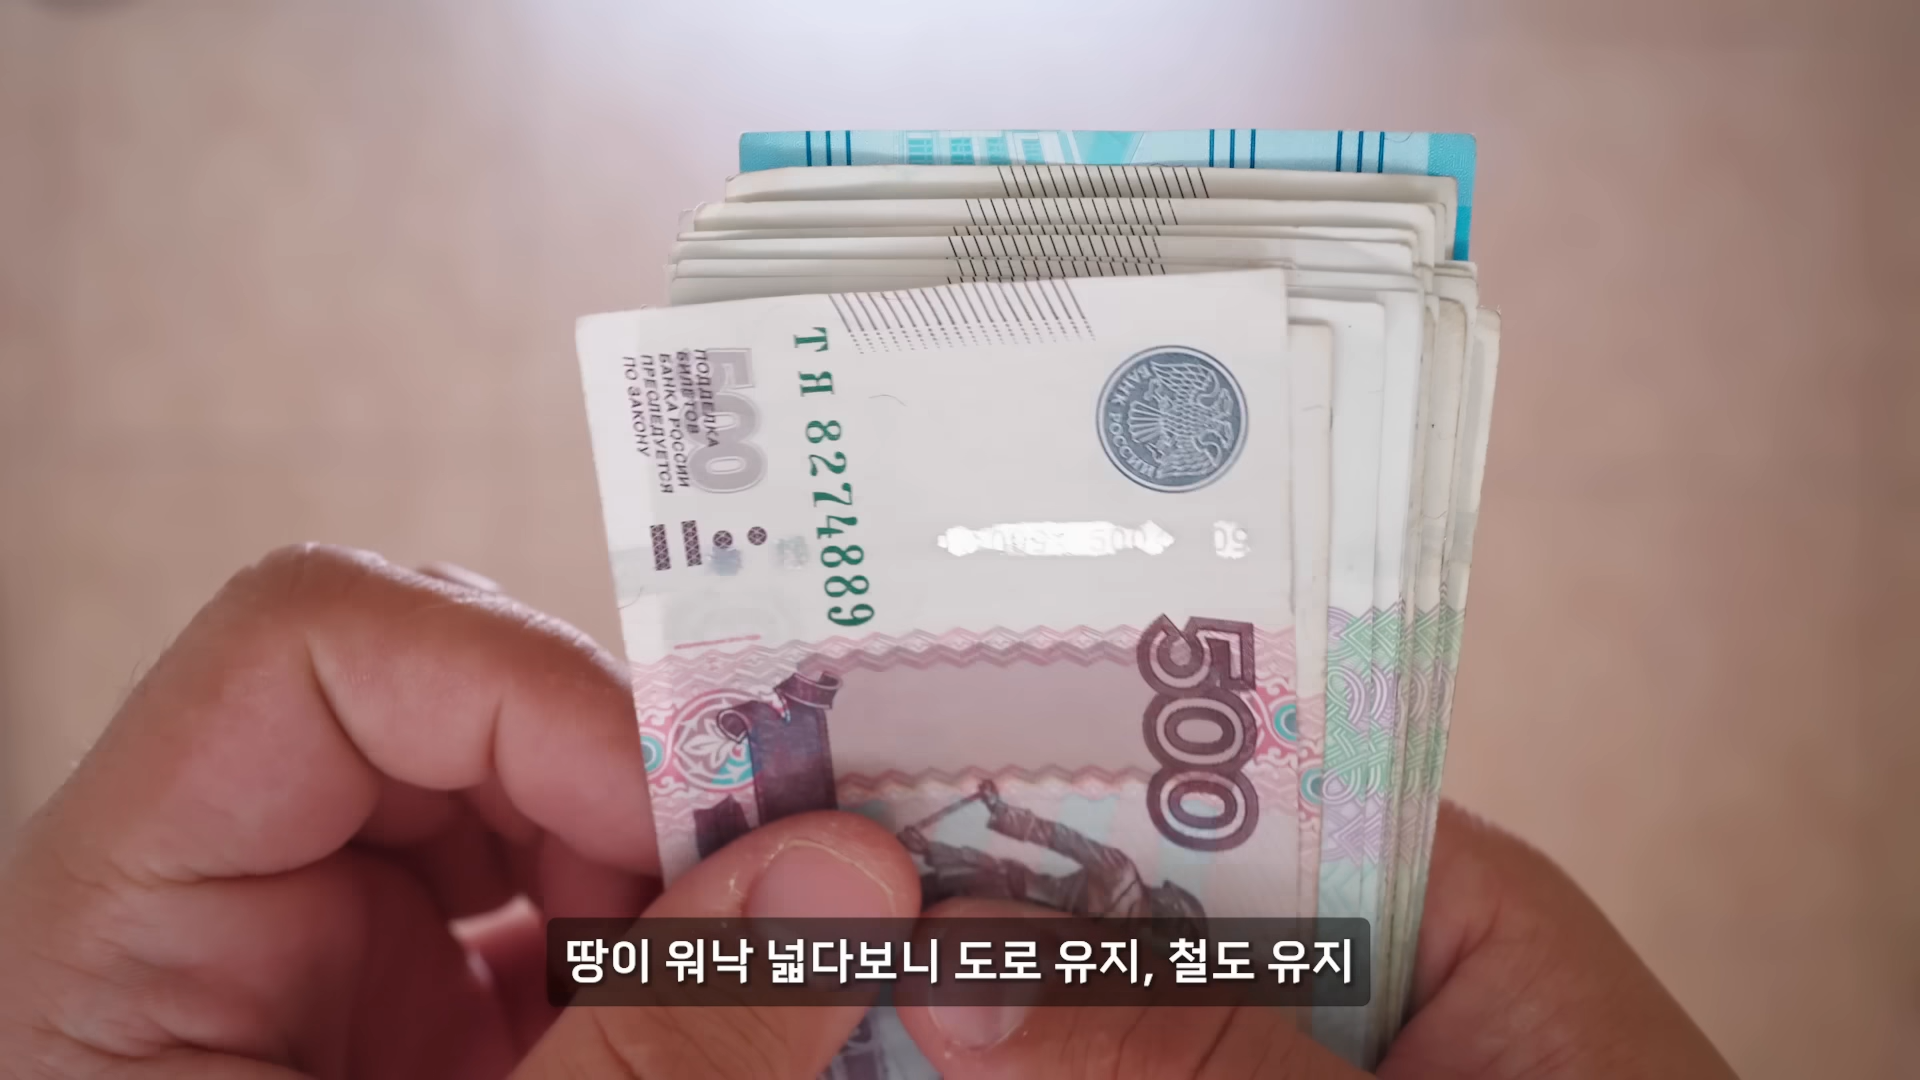 ПОДДЕЛКА
БИЛЕТОВ
БАНКА РОССИИ
ПРЕСЛЕДУЕТСЯ
ПО ЗАКОНУ
500
ТЯ 8274889
БАНК РОССИИ
500
땅이 워낙 넓다보니 도로 유지, 철도 유지